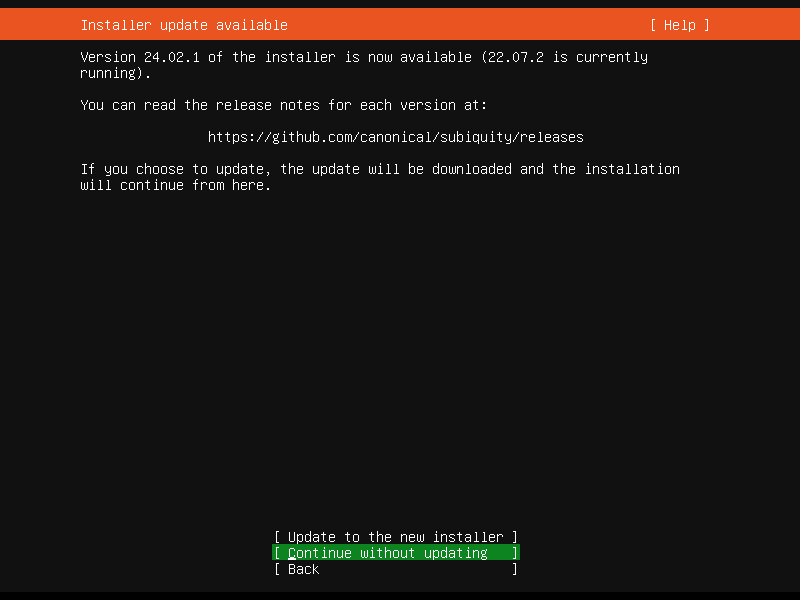 Installer update available [ Help ]
Version 24.02.1 of the installer is now available (22.07.2 is currently
running).
You can read the release notes for each version at:
https://github.com/canonical/subiquity/releases
If you choose to update, the update will be downloaded and the installation
will continue from here.
[ Update to the new installer ]
[ Continue without updating ]
[ Back ]